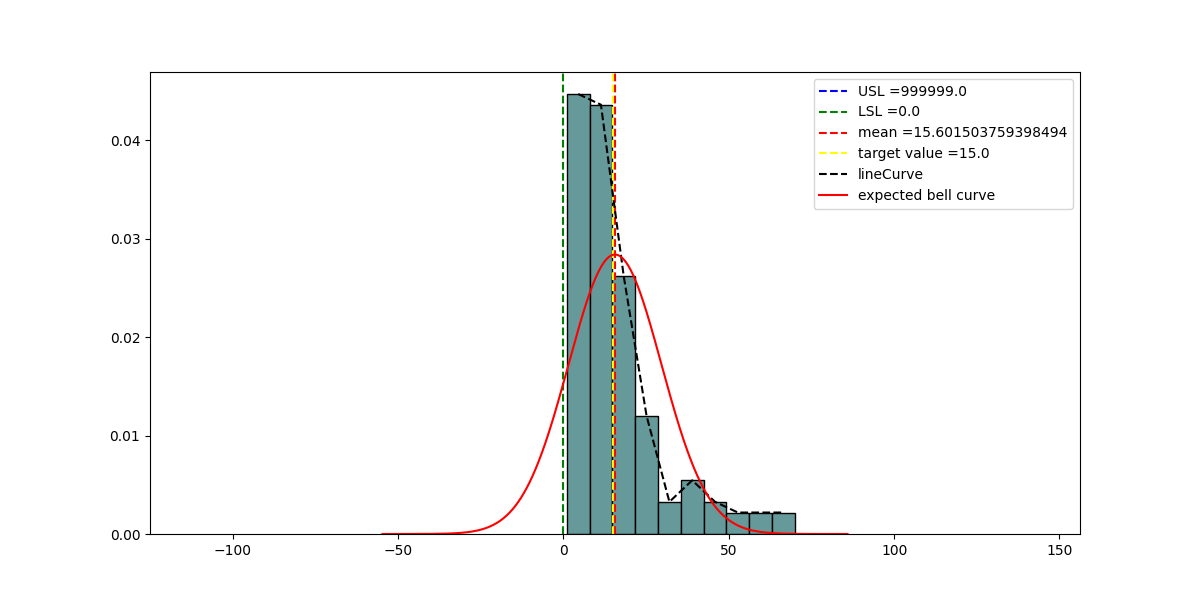 USL =999999.0
LSL =0.0
mean =15.601503759398494
target value =15.0
lineCurve
expected bell curve
0.04
0.03
0.02
0.01
0.00
−100
−50
0
50
100
150